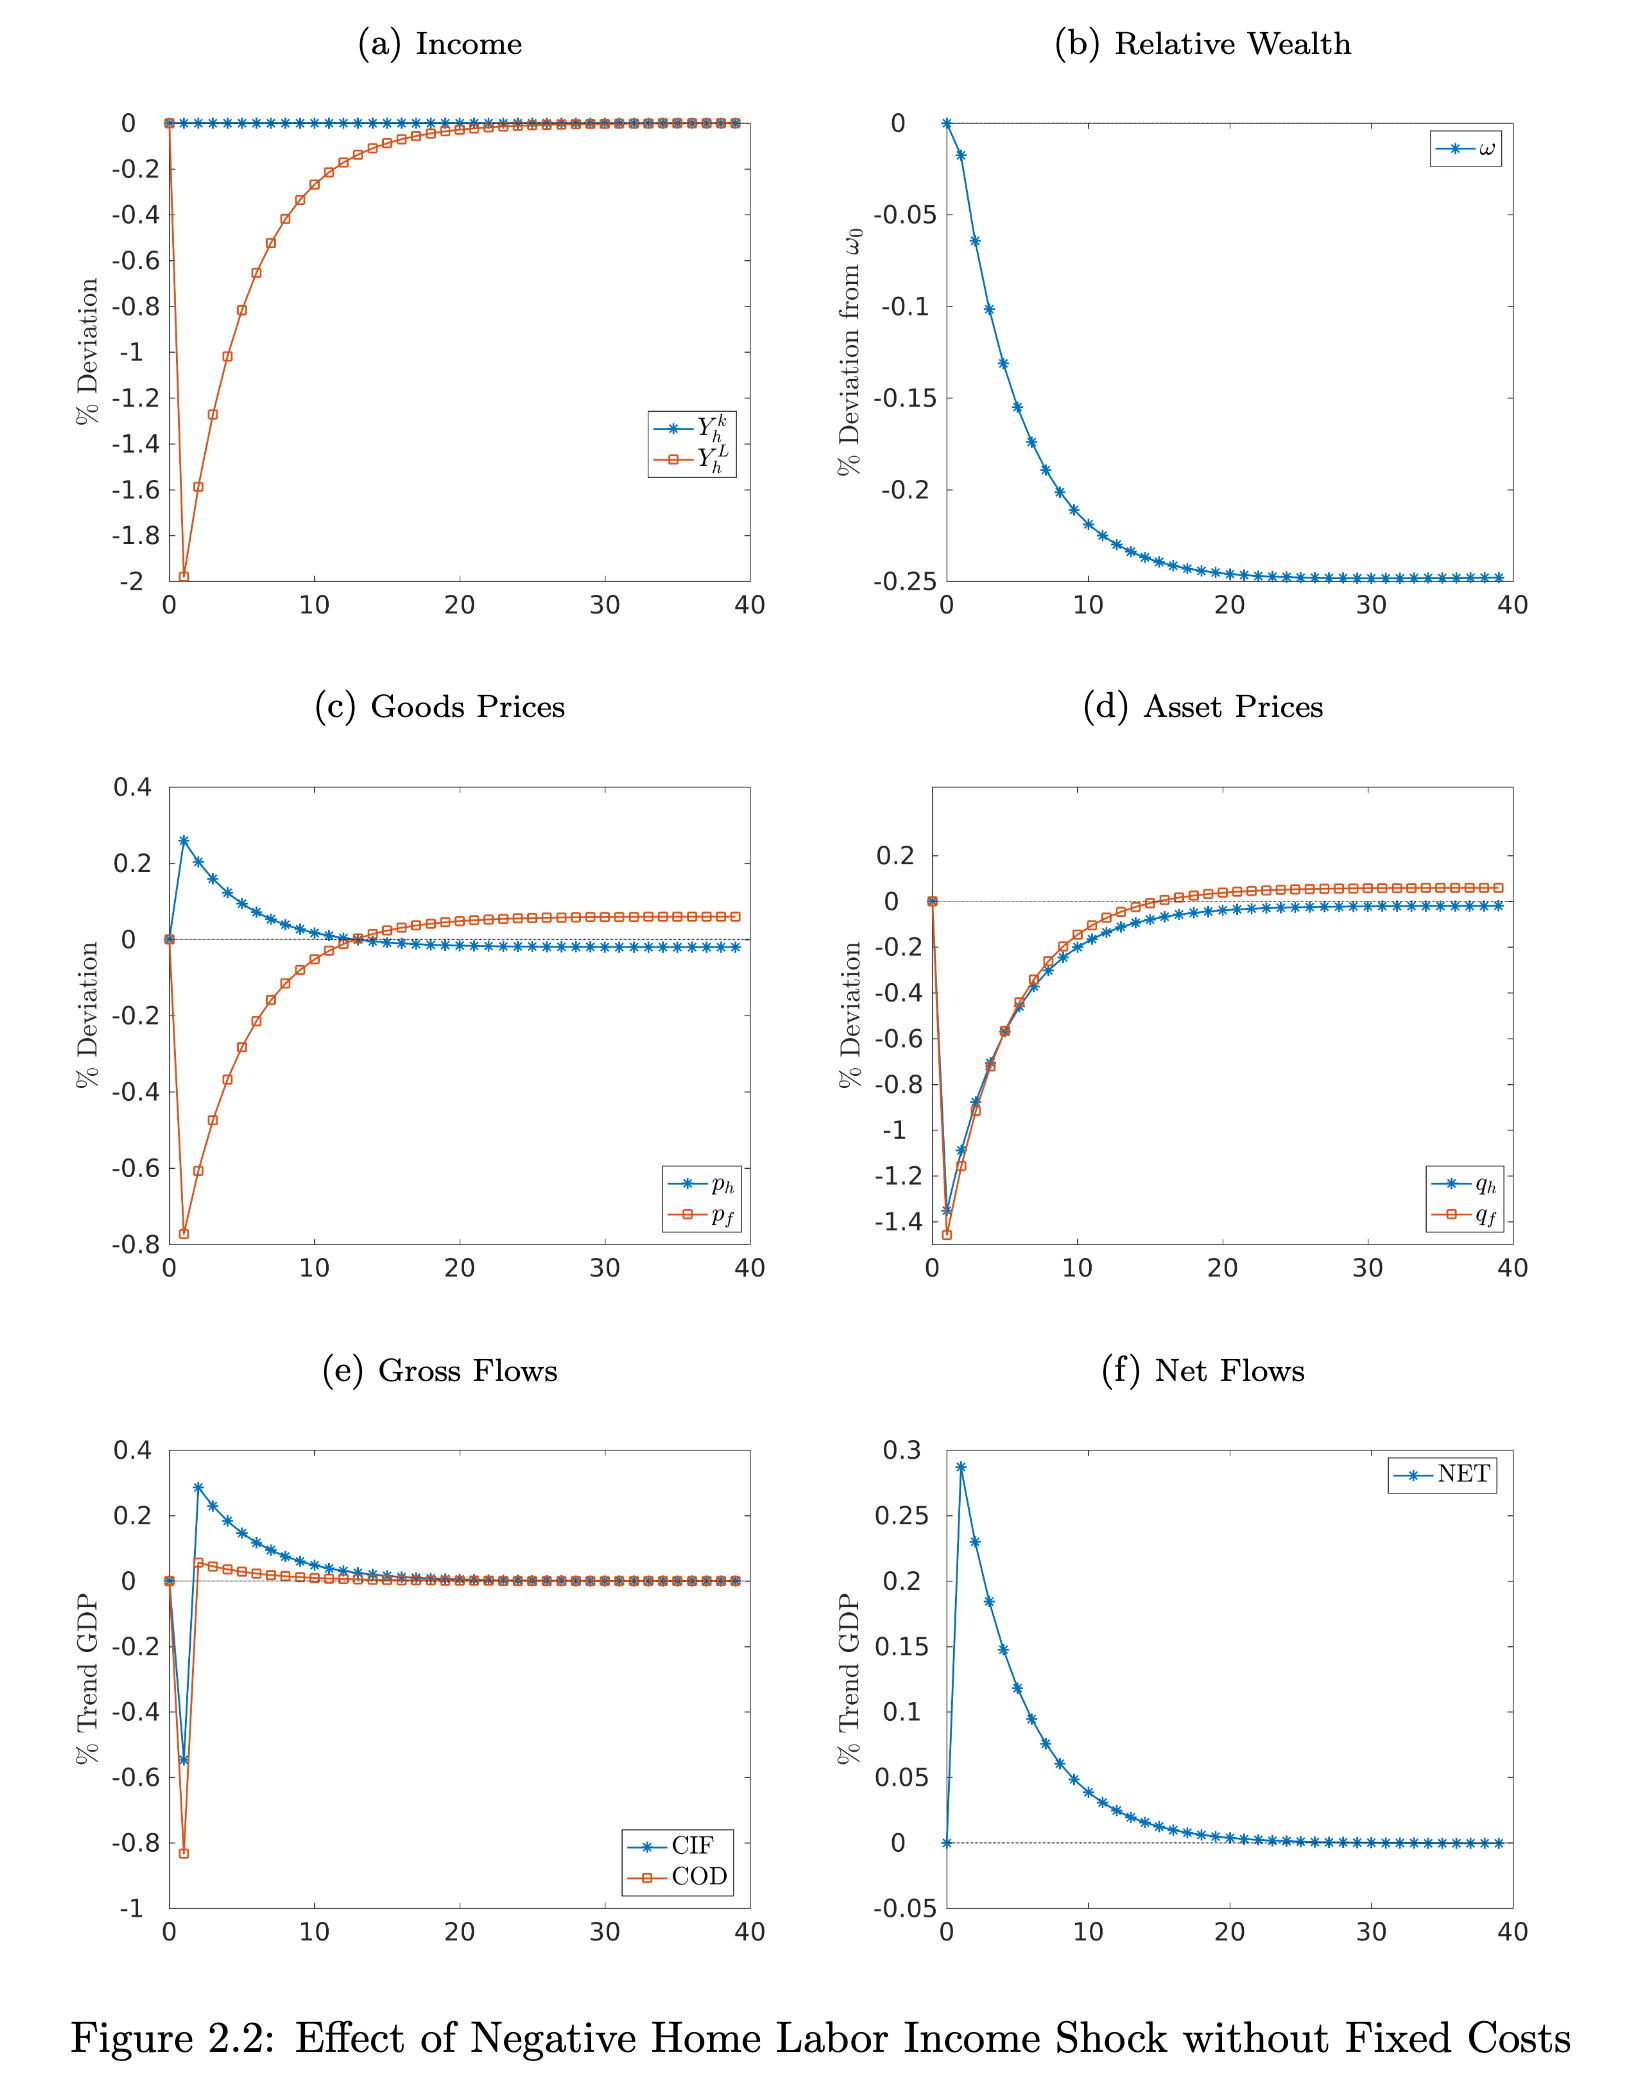 (a) Income
(b) Relative Wealth
% Deviation
0
-0.2
-0.4
-0.6
-0.8
-1
-1.2
-1.4
-1.6
-1.8
-2
0 10 20 30 40
Y_h^k
Y_h^L
% Deviation from ω₀
0
-0.05
-0.1
-0.15
-0.2
-0.25
0 10 20 30 40
ω
(c) Goods Prices
(d) Asset Prices
% Deviation
0.4
0.2
0
-0.2
-0.4
-0.6
-0.8
0 10 20 30 40
p_h
p_f
% Deviation
0.2
0
-0.2
-0.4
-0.6
-0.8
-1
-1.2
-1.4
0 10 20 30 40
q_h
q_f
(e) Gross Flows
(f) Net Flows
% Trend GDP
0.4
0.2
0
-0.2
-0.4
-0.6
-0.8
-1
0 10 20 30 40
CIF
COD
% Trend GDP
0.3
0.25
0.2
0.15
0.1
0.05
0
-0.05
0 10 20 30 40
NET
Figure 2.2: Effect of Negative Home Labor Income Shock without Fixed Costs